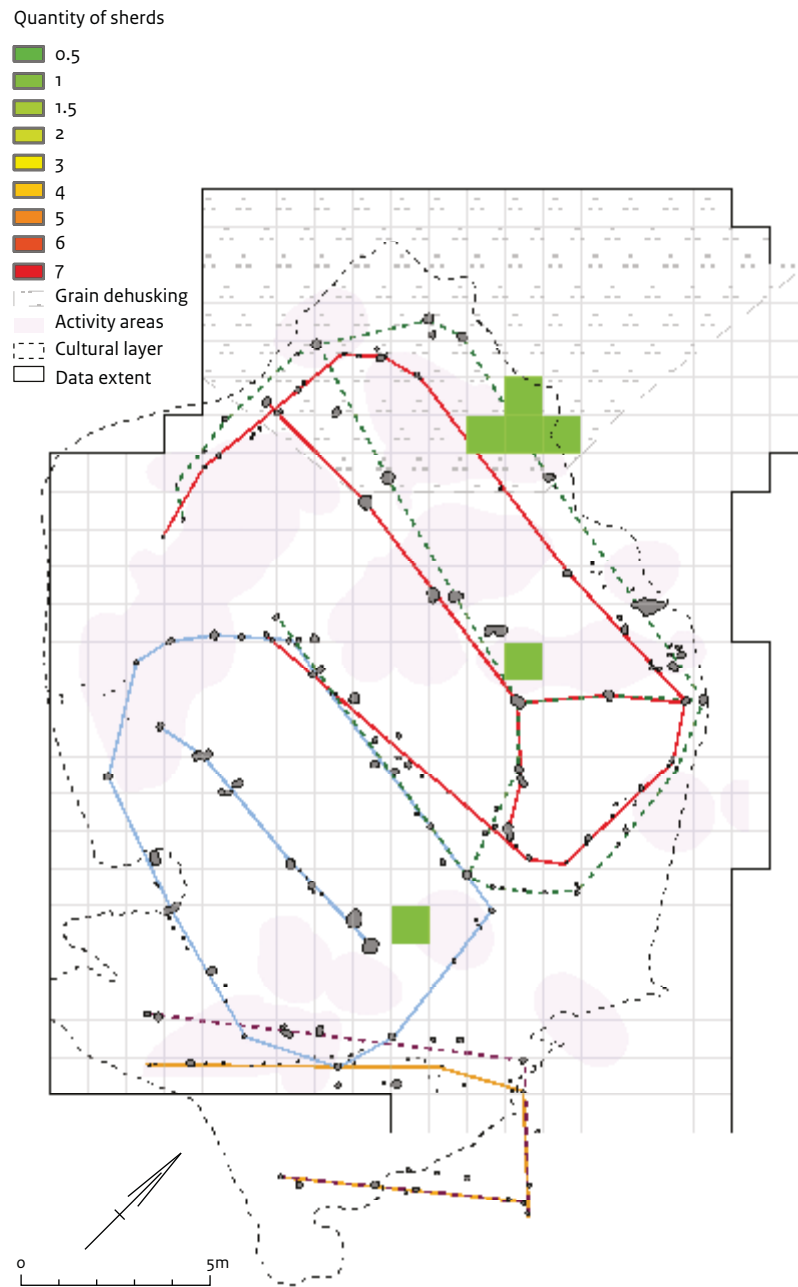 Quantity of sherds
0.5
1
1.5
2
3
4
5
6
7
Grain dehusking
Activity areas
Cultural layer
Data extent
0 5m